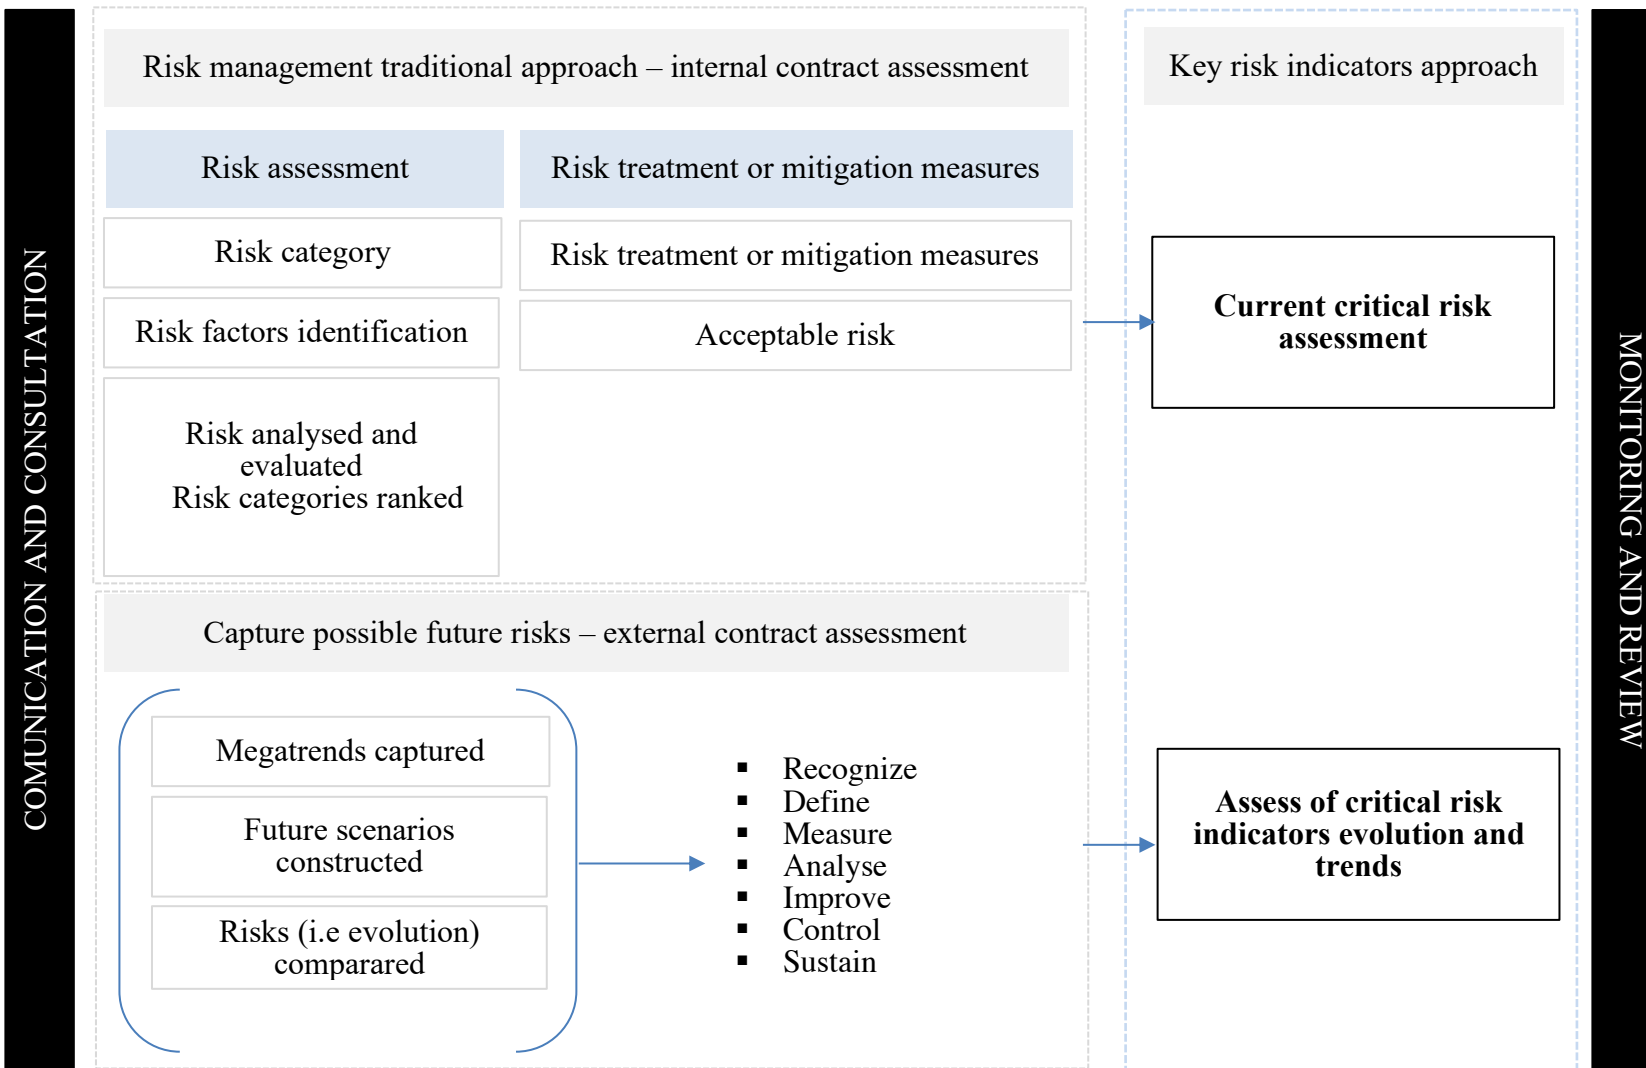 COMUNICATION AND CONSULTATION
Risk management traditional approach – internal contract assessment
Risk assessment
Risk treatment or mitigation measures
Risk category
Risk treatment or mitigation measures
Risk factors identification
Acceptable risk
Risk analysed and
evaluated
Risk categories ranked
Capture possible future risks – external contract assessment
Megatrends captured
Future scenarios
constructed
Risks (i.e evolution)
comparared
▪ Recognize
▪ Define
▪ Measure
▪ Analyse
▪ Improve
▪ Control
▪ Sustain
Key risk indicators approach
Current critical risk
assessment
Assess of critical risk
indicators evolution and
trends
MONITORING AND REVIEW